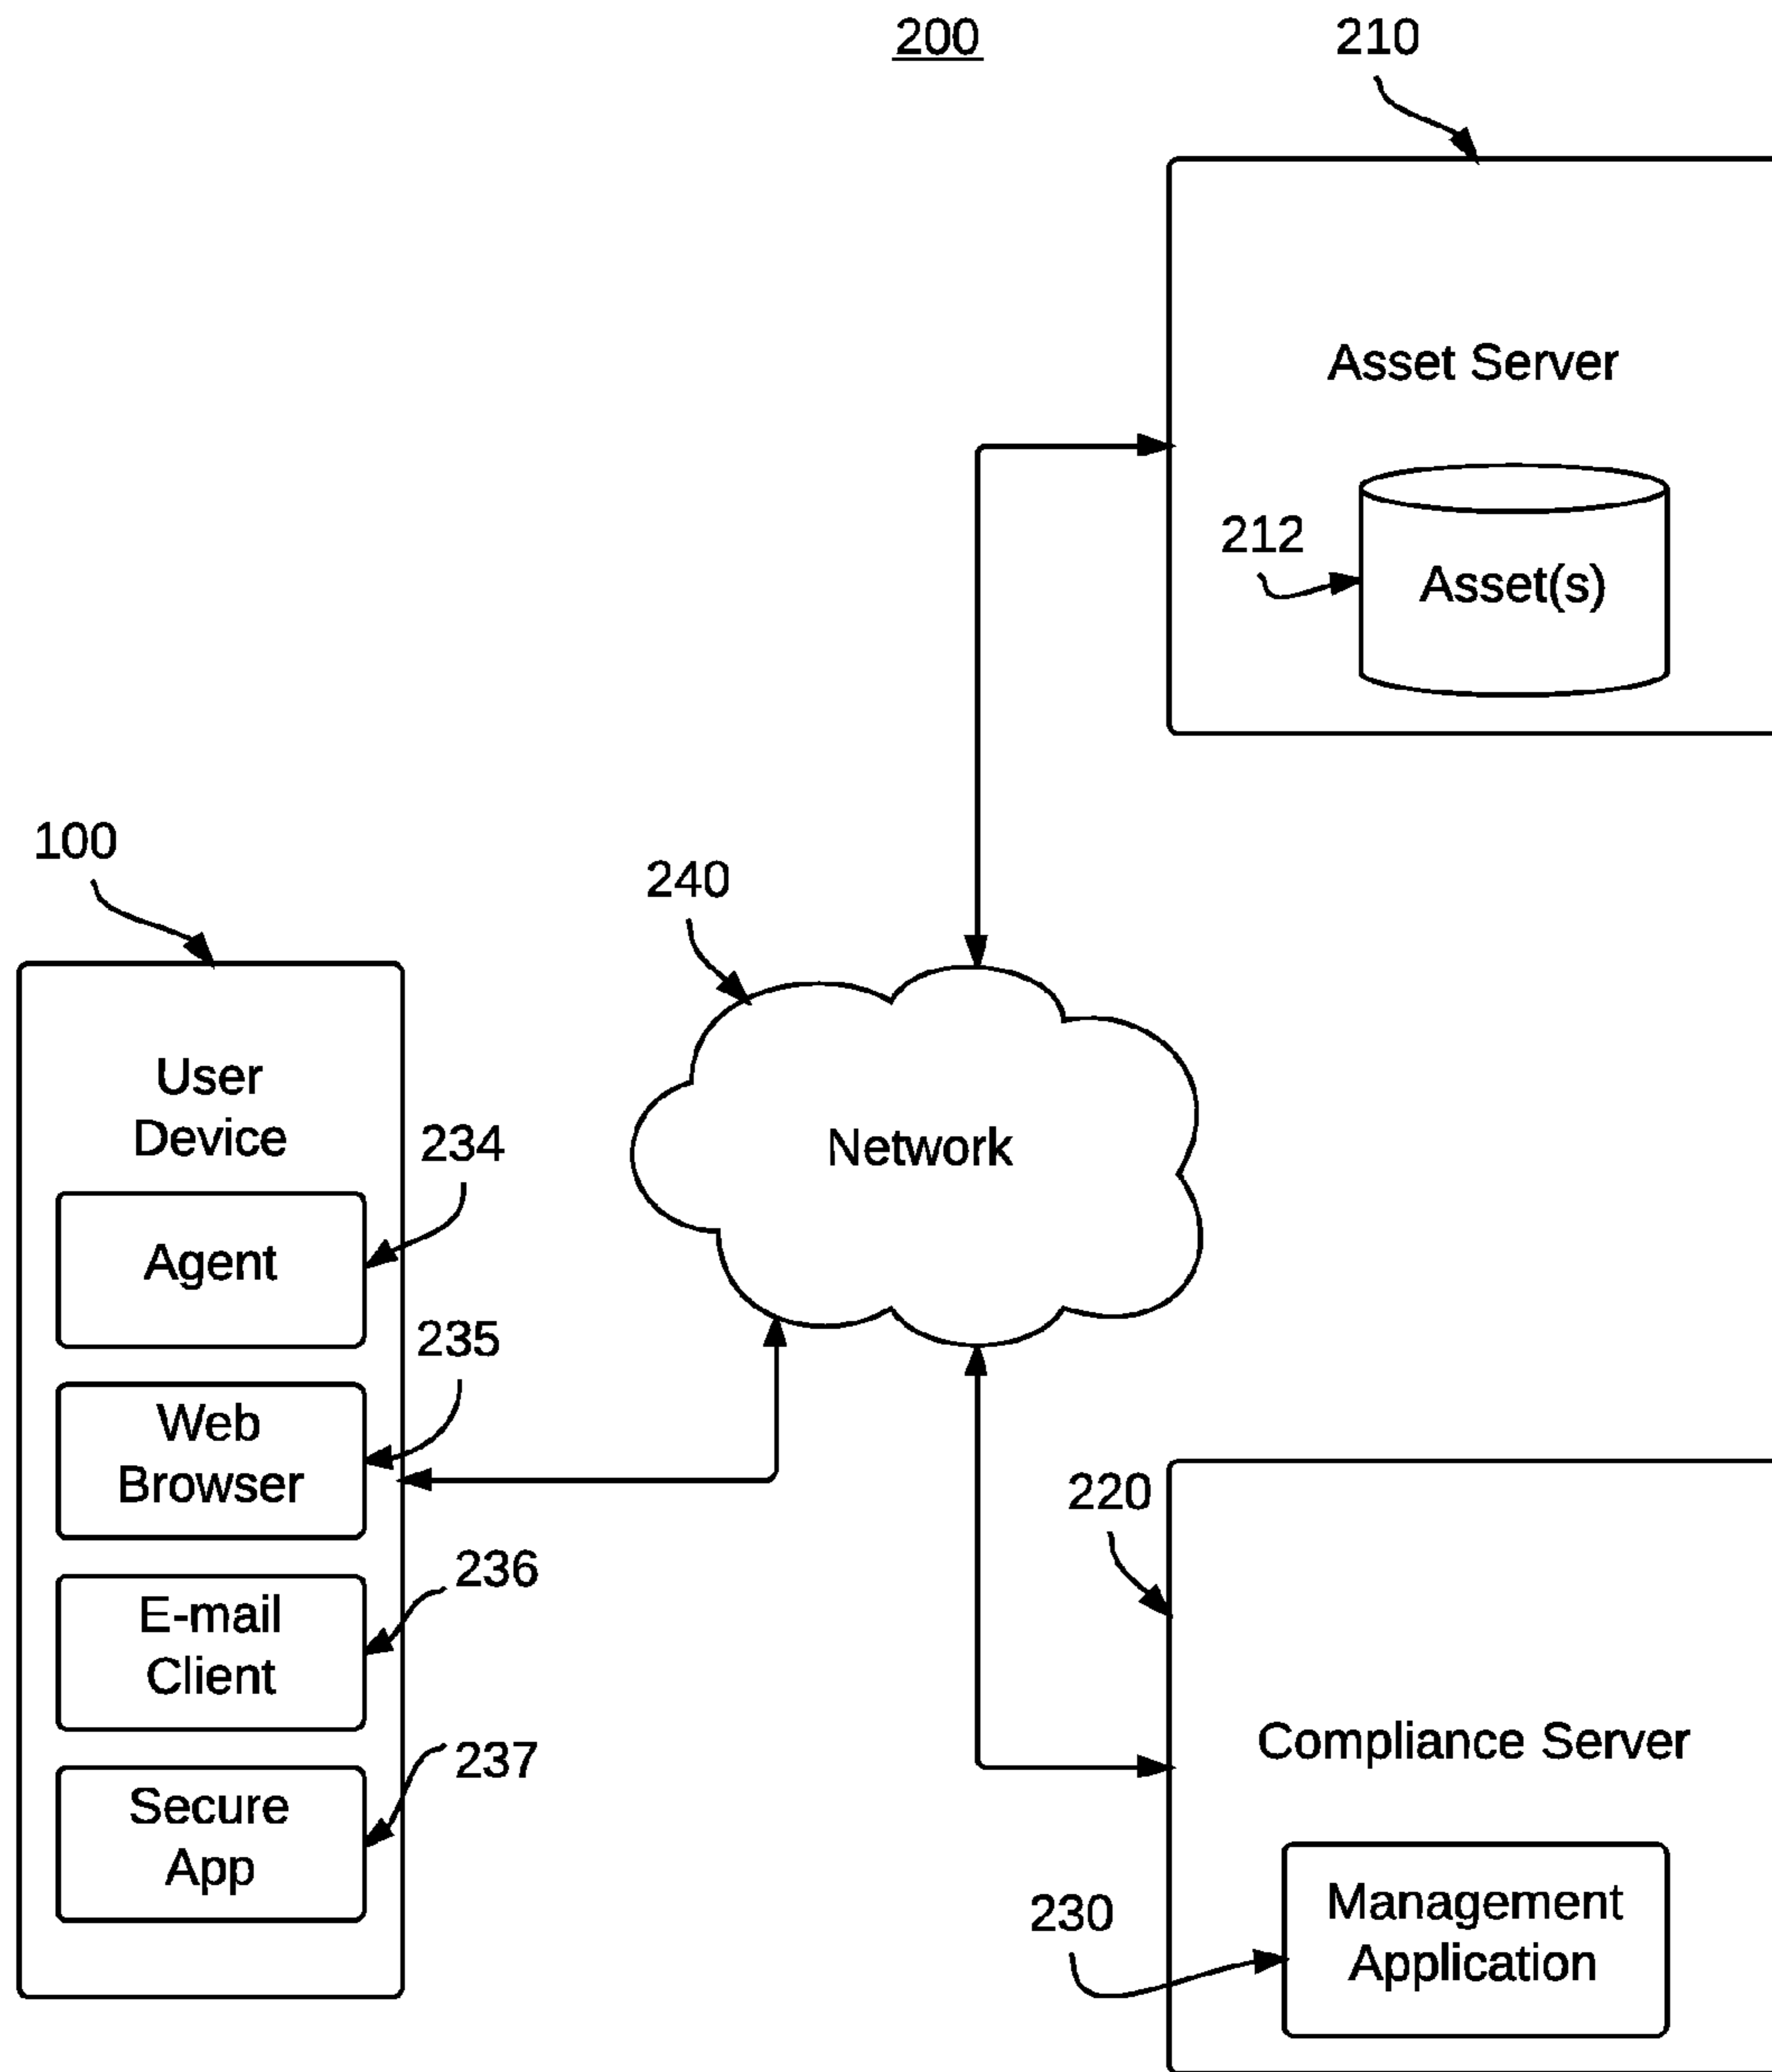 200
210
Asset Server
212
Asset(s)
100
240
User
Device
234
Network
Agent
235
Web
Browser
220
236
E-mail
Client
237
Compliance Server
Secure
App
230
Management
Application